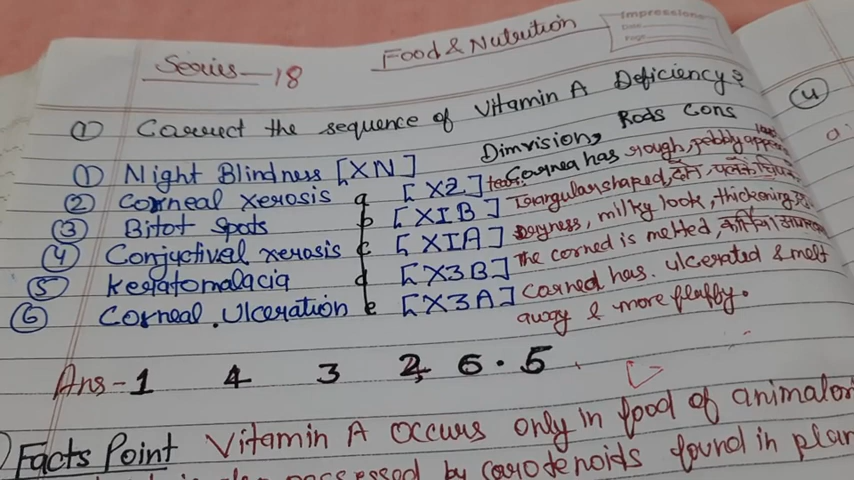 Impression
Date
Page
Series-18 Food & Nutrition
① Correct the sequence of Vitamin A Deficiency?
① Night Blindness [XN] Dimvision, Rods Cons
② Corneal Xerosis a [X2] Cornea has rough, pebbly
③ Bitot Spots b [XIB] Triangular shaped,
④ Conjuctival xerosis c [XIA] Dryness, milky look, thickening
⑤ Keratomalacia d [X3B] The corned is melted,
⑥ Corneal Ulceration e [X3A] Corned has. ulcerated & melt
away & more fluffy.
Ans-1 4 3 2, 6. 5
Facts Point Vitamin A occurs only in food of animal
by carotenoids found in plan
④